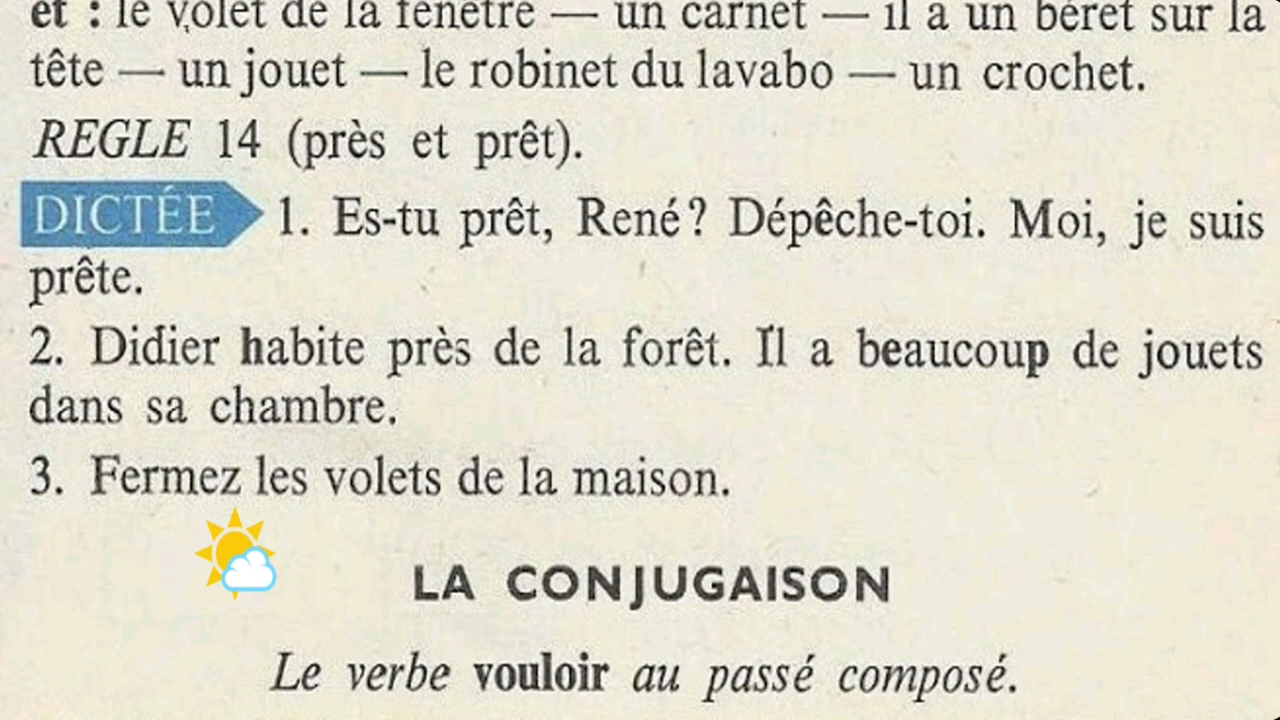 et : le volet de la fenêtre — un carnet — il a un béret sur la
tête — un jouet — le robinet du lavabo — un crochet.
REGLE 14 (près et prêt).
DICTÉE 1. Es-tu prêt, René? Dépêche-toi. Moi, je suis
prête.
2. Didier habite près de la forêt. Il a beaucoup de jouets
dans sa chambre.
3. Fermez les volets de la maison.
LA CONJUGAISON
Le verbe vouloir au passé composé.